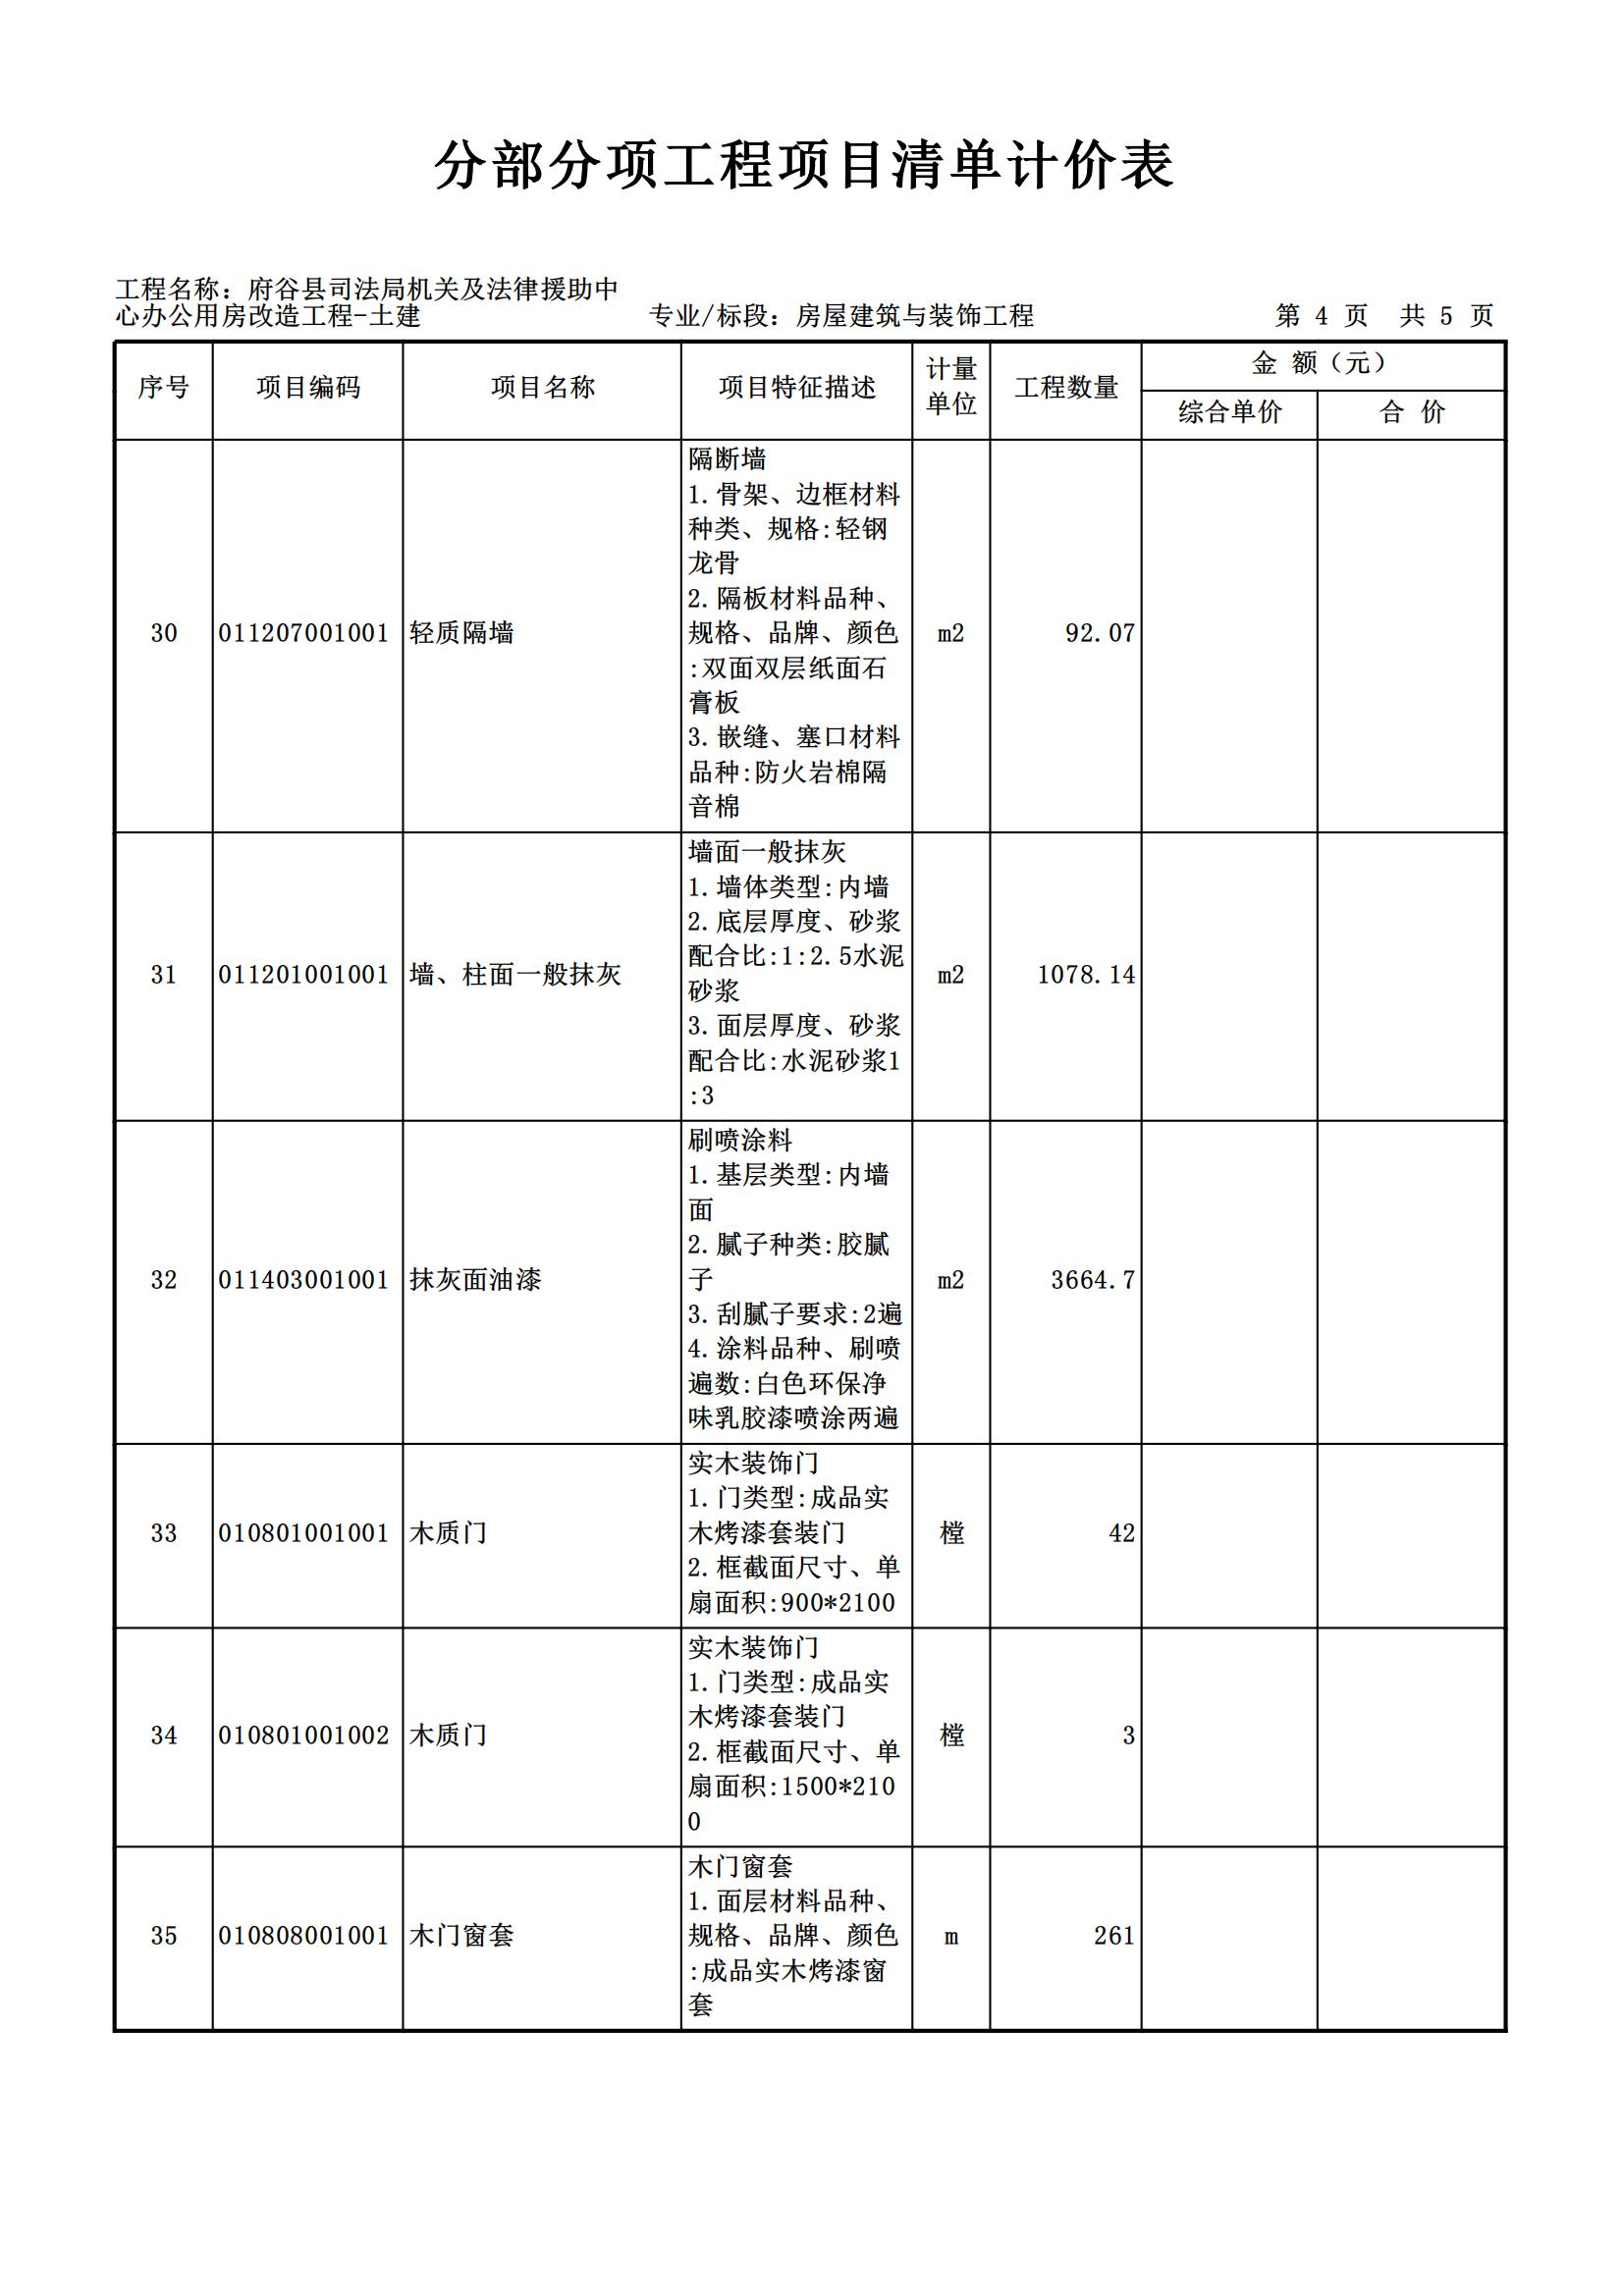 分部分项工程项目清单计价表
工程名称：府谷县司法局机关及法律援助中
心办公用房改造工程-土建
专业/标段：房屋建筑与装饰工程
第 4 页 共 5 页
序号
项目编码
项目名称
项目特征描述
计量
单位
工程数量
金 额（元）
综合单价
合 价
30
011207001001
轻质隔墙
隔断墙
1.骨架、边框材料
种类、规格:轻钢
龙骨
2.隔板材料品种、
规格、品牌、颜色
:双面双层纸面石
膏板
3.嵌缝、塞口材料
品种:防火岩棉隔
音棉
m2
92.07
31
011201001001
墙、柱面一般抹灰
墙面一般抹灰
1.墙体类型:内墙
2.底层厚度、砂浆
配合比:1:2.5水泥
砂浆
3.面层厚度、砂浆
配合比:水泥砂浆1
:3
m2
1078.14
32
011403001001
抹灰面油漆
刷喷涂料
1.基层类型:内墙
面
2.腻子种类:胶腻
子
3.刮腻子要求:2遍
4.涂料品种、刷喷
遍数:白色环保净
味乳胶漆喷涂两遍
m2
3664.7
33
010801001001
木质门
实木装饰门
1.门类型:成品实
木烤漆套装门
2.框截面尺寸、单
扇面积:900*2100
樘
42
34
010801001002
木质门
实木装饰门
1.门类型:成品实
木烤漆套装门
2.框截面尺寸、单
扇面积:1500*210
0
樘
3
35
010808001001
木门窗套
木门窗套
1.面层材料品种、
规格、品牌、颜色
:成品实木烤漆窗
套
m
261